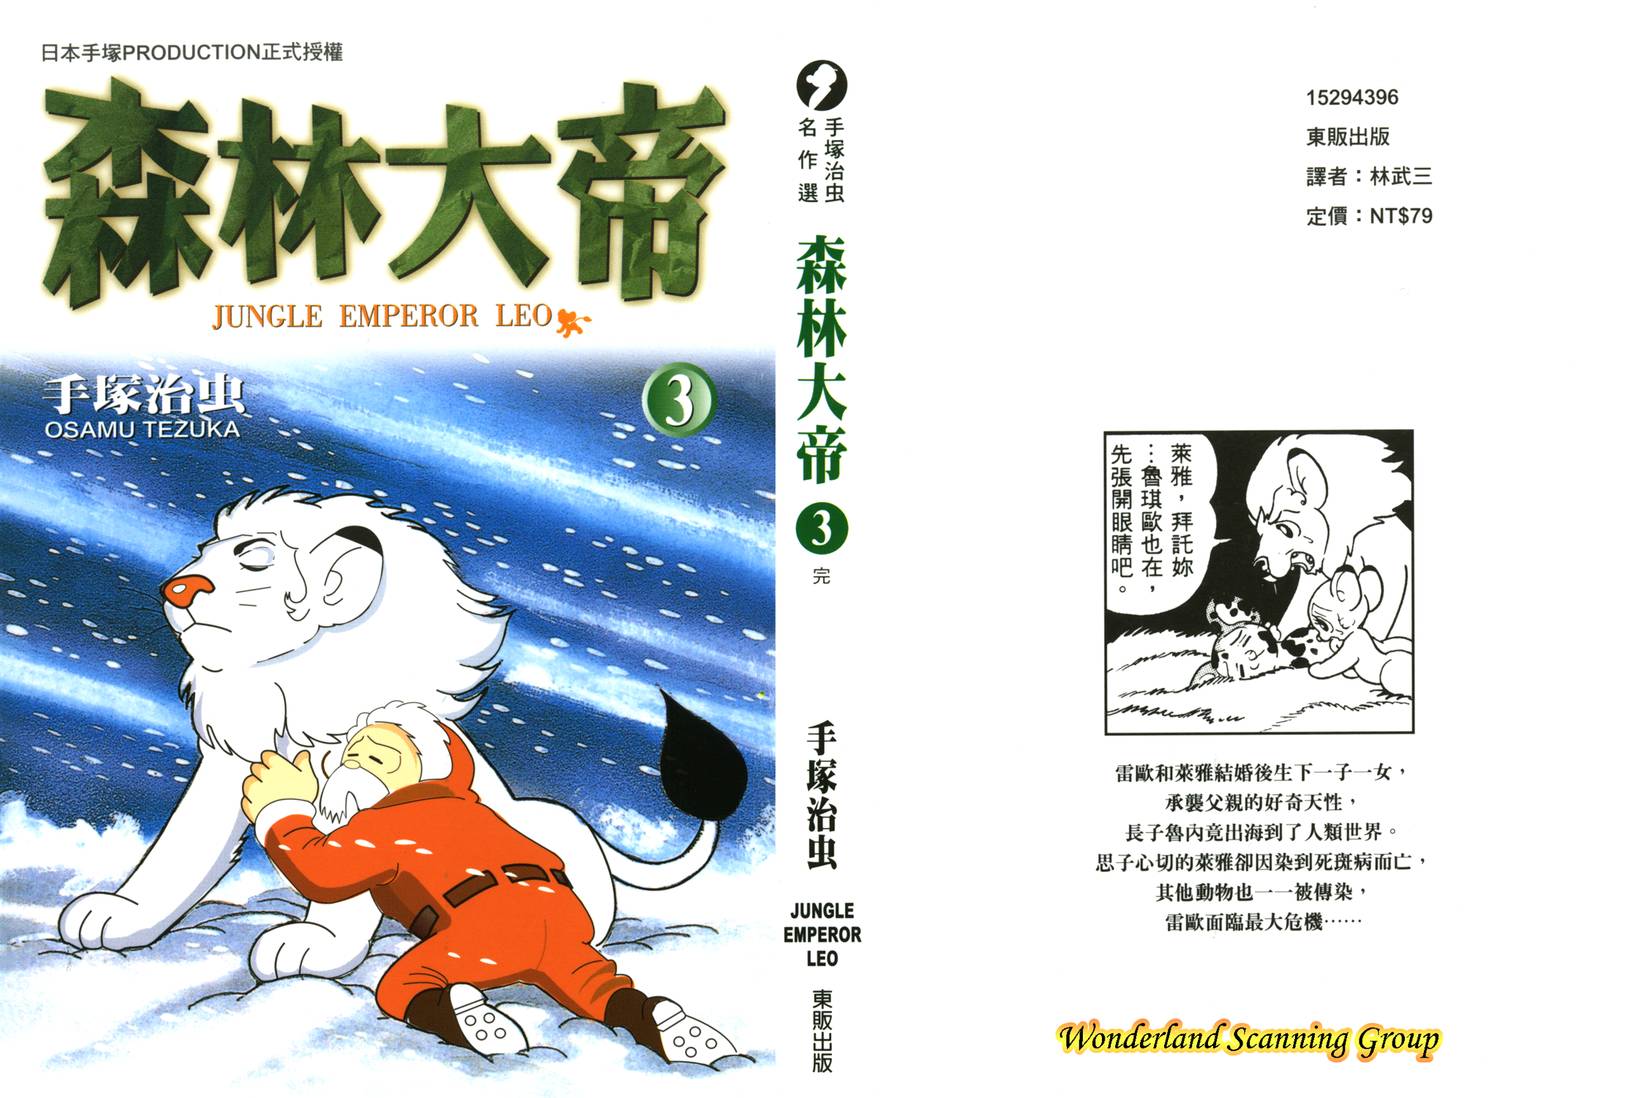 日本手塚PRODUCTION正式授權
森林大帝
JUNGLE EMPEROR LEO
手塚治虫
OSAMU TEZUKA
3
手塚治虫
名作選
森林大帝
3
完
手塚治虫
JUNGLE
EMPEROR
LEO
東販出版
15294396
東販出版
譯者：林武三
定價：NT$79
萊雅，拜託妳
…魯琪歐也在，
先張開眼睛吧。
雷歐和萊雅結婚後生下一子一女，
承襲父親的好奇天性，
長子魯內竟出海到了人類世界。
思子心切的萊雅卻因染到死斑病而亡，
其他動物也一一被傳染，
雷歐面臨最大危機……
Wonderland Scanning Group